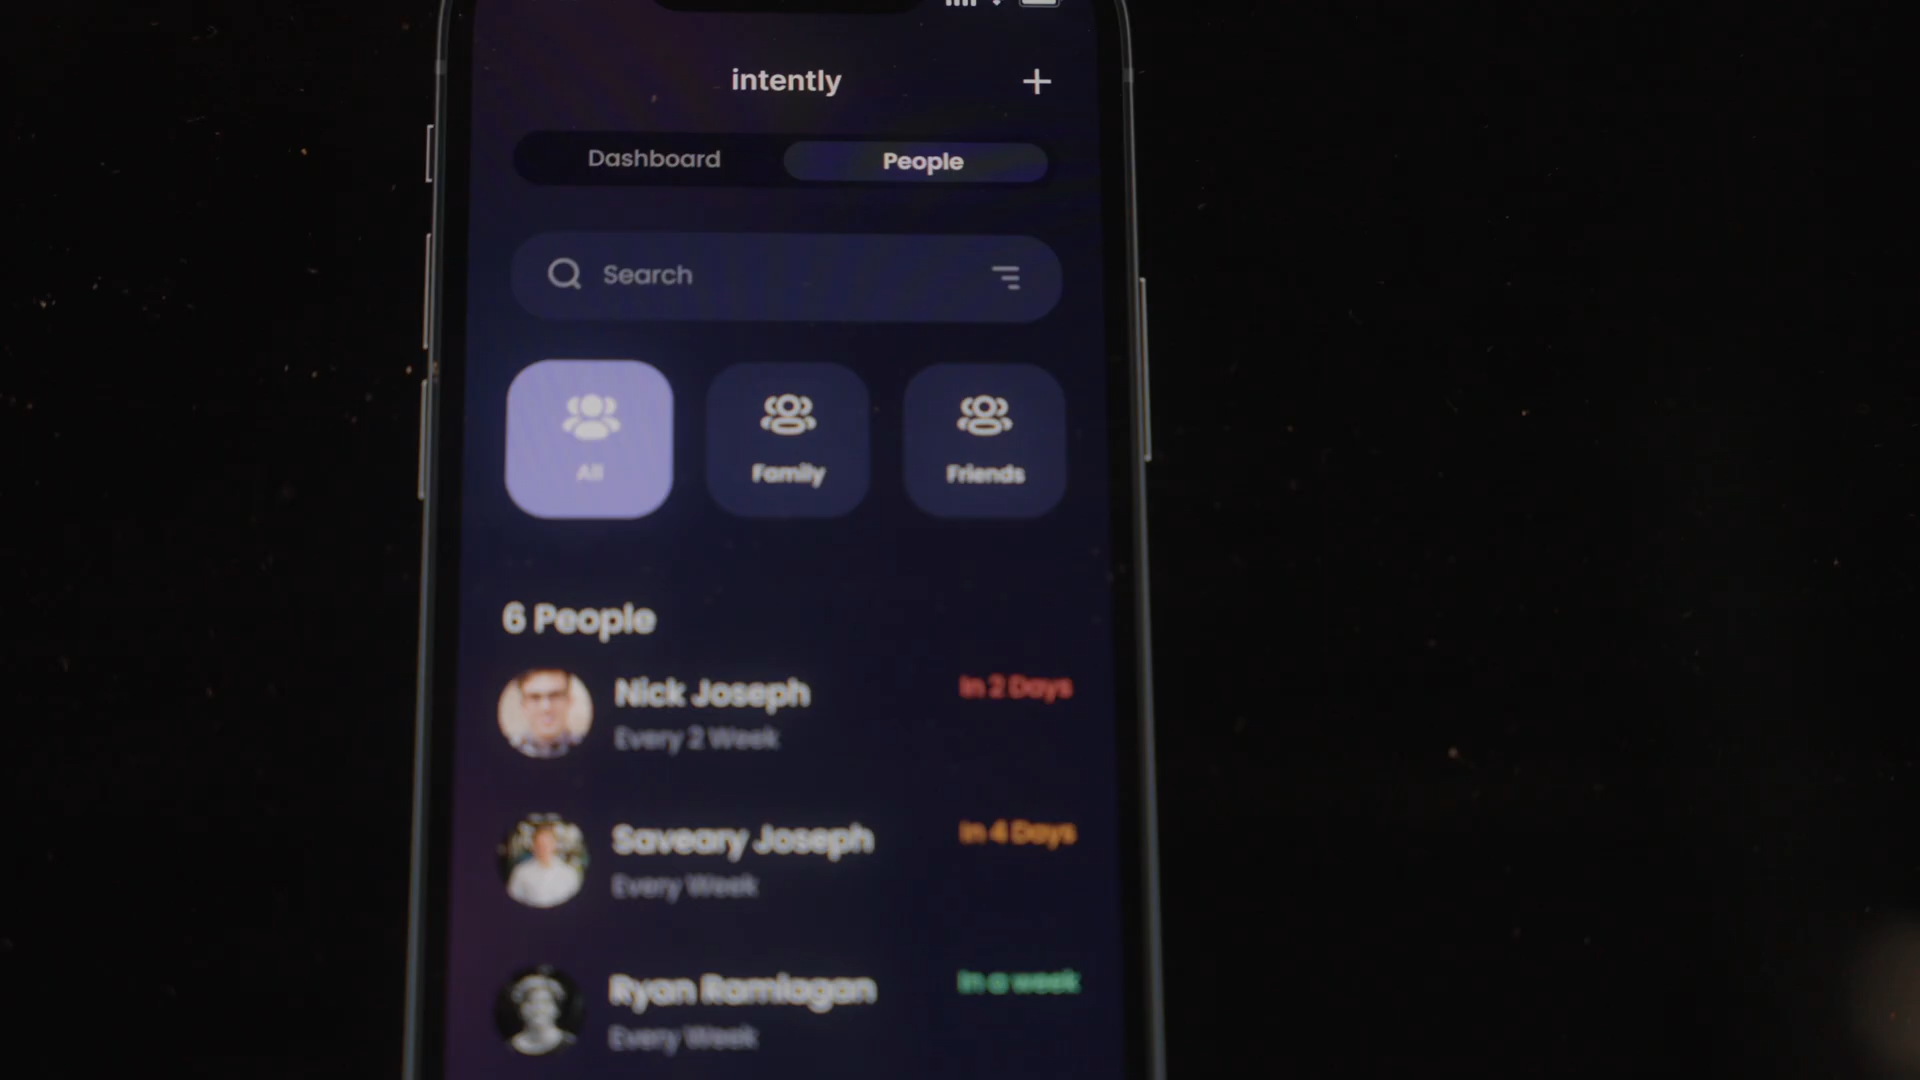 intently
Dashboard People
Search
All Family Friends
6 People
Nick Joseph In 2 Days
Every 2 Week
Saveary Joseph In 4 Days
Every Week
Ryan Ramlagan In a week
Every Week